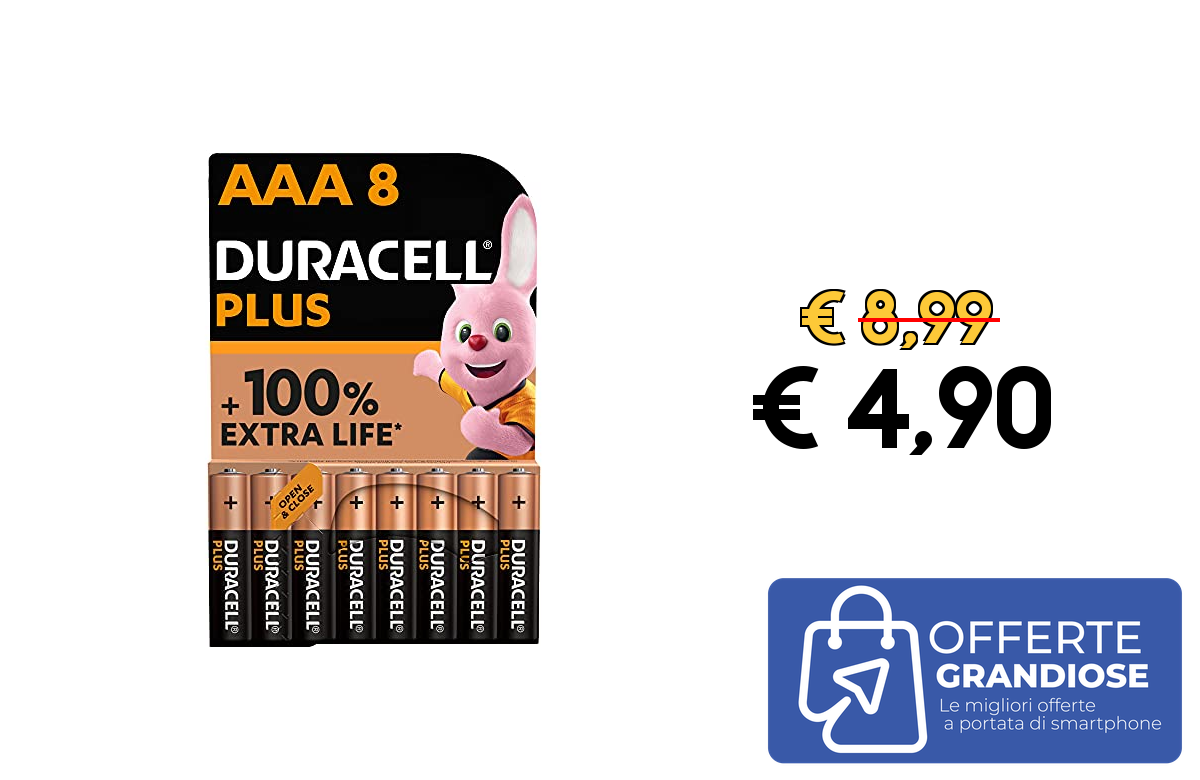 AAA 8
DURACELL®
PLUS
+100%
EXTRA LIFE*
OPEN
& CLOSE
+ + + + + + + +
DURACELL® PLUS
DURACELL® PLUS
DURACELL® PLUS
DURACELL® PLUS
DURACELL® PLUS
DURACELL® PLUS
DURACELL® PLUS
DURACELL® PLUS
€ 8,99
€ 4,90
OFFERTE
GRANDIOSE
Le migliori offerte
a portata di smartphone